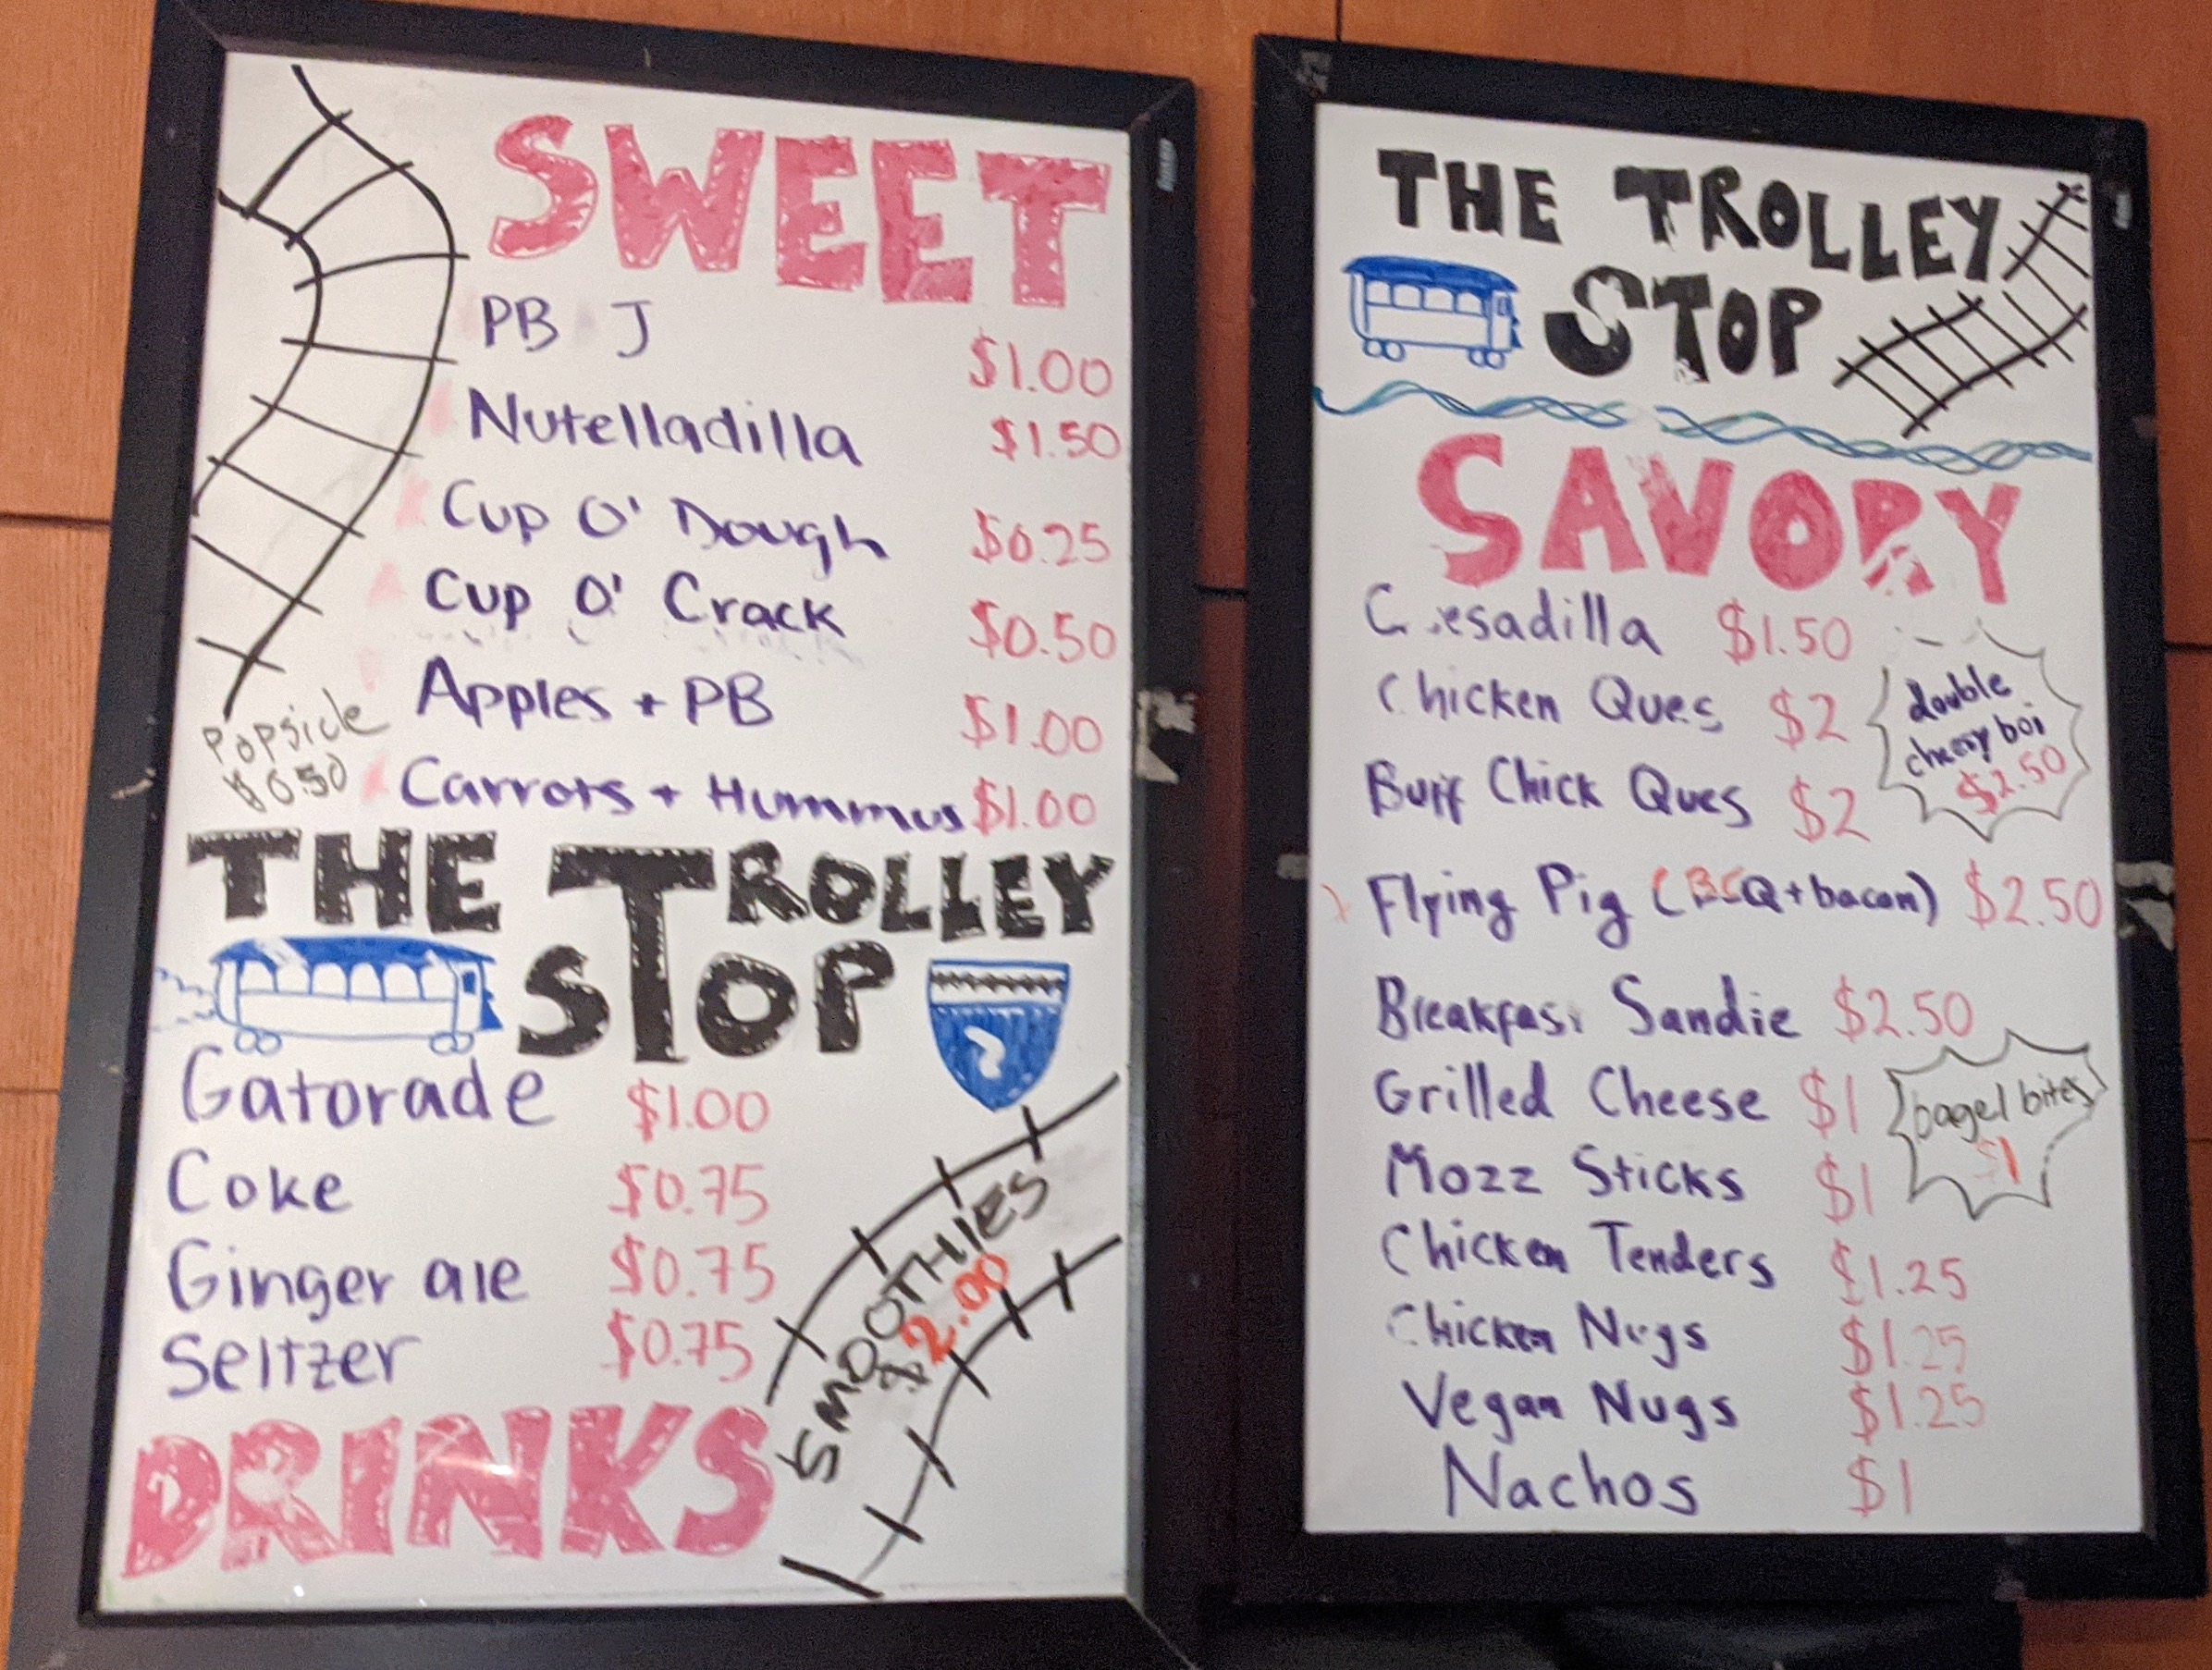 SWEET
PB J $1.00
Nutelladilla $1.50
Cup O' Dough $0.25
Cup O' Crack $0.50
Apples + PB $1.00
Carrots + Hummus $1.00
Popsicle
$0.50
THE TROLLEY
STOP
Gatorade $1.00
Coke $0.75
Ginger ale $0.75
Seltzer $0.75
DRINKS
SMOOTHIES
$2.00
THE TROLLEY
STOP
SAVORY
C esadilla $1.50
Chicken Ques $2
Buff Chick Ques $2
double
cheesy boi
$2.50
Flying Pig (BCQ+bacon) $2.50
Breakfast Sandie $2.50
Grilled Cheese $1
Mozz Sticks $1
bagel bites
$1
Chicken Tenders $1.25
Chicken Nugs $1.25
Vegan Nugs $1.25
Nachos $1